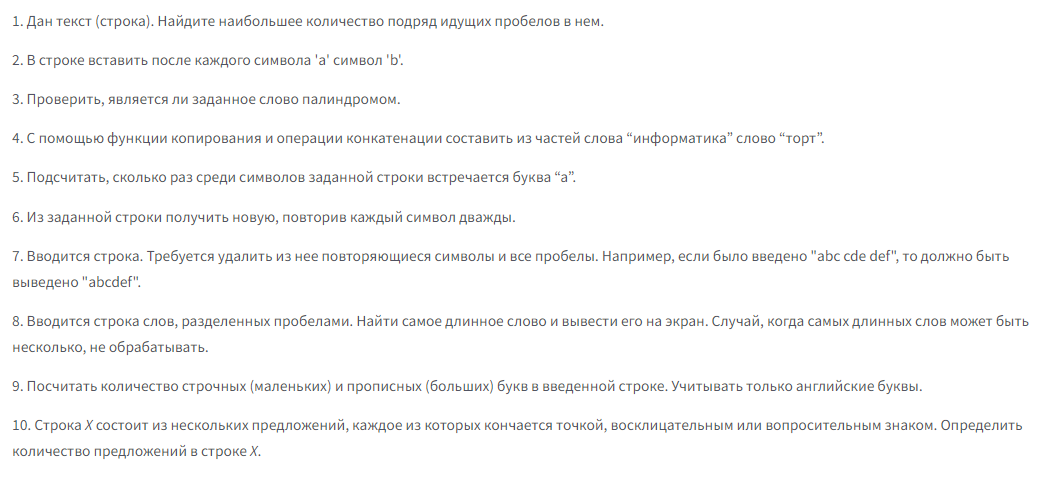 1. Дан текст (строка). Найдите наибольшее количество подряд идущих пробелов в нем.
2. В строке вставить после каждого символа 'a' символ 'b'.
3. Проверить, является ли заданное слово палиндромом.
4. С помощью функции копирования и операции конкатенации составить из частей слова “информатика” слово “торт”.
5. Подсчитать, сколько раз среди символов заданной строки встречается буква “a”.
6. Из заданной строки получить новую, повторив каждый символ дважды.
7. Вводится строка. Требуется удалить из нее повторяющиеся символы и все пробелы. Например, если было введено "abc cde def", то должно быть
выведено "abcdef".
8. Вводится строка слов, разделенных пробелами. Найти самое длинное слово и вывести его на экран. Случай, когда самых длинных слов может быть
несколько, не обрабатывать.
9. Посчитать количество строчных (маленьких) и прописных (больших) букв в введенной строке. Учитывать только английские буквы.
10. Строка X состоит из нескольких предложений, каждое из которых кончается точкой, восклицательным или вопросительным знаком. Определить
количество предложений в строке X.